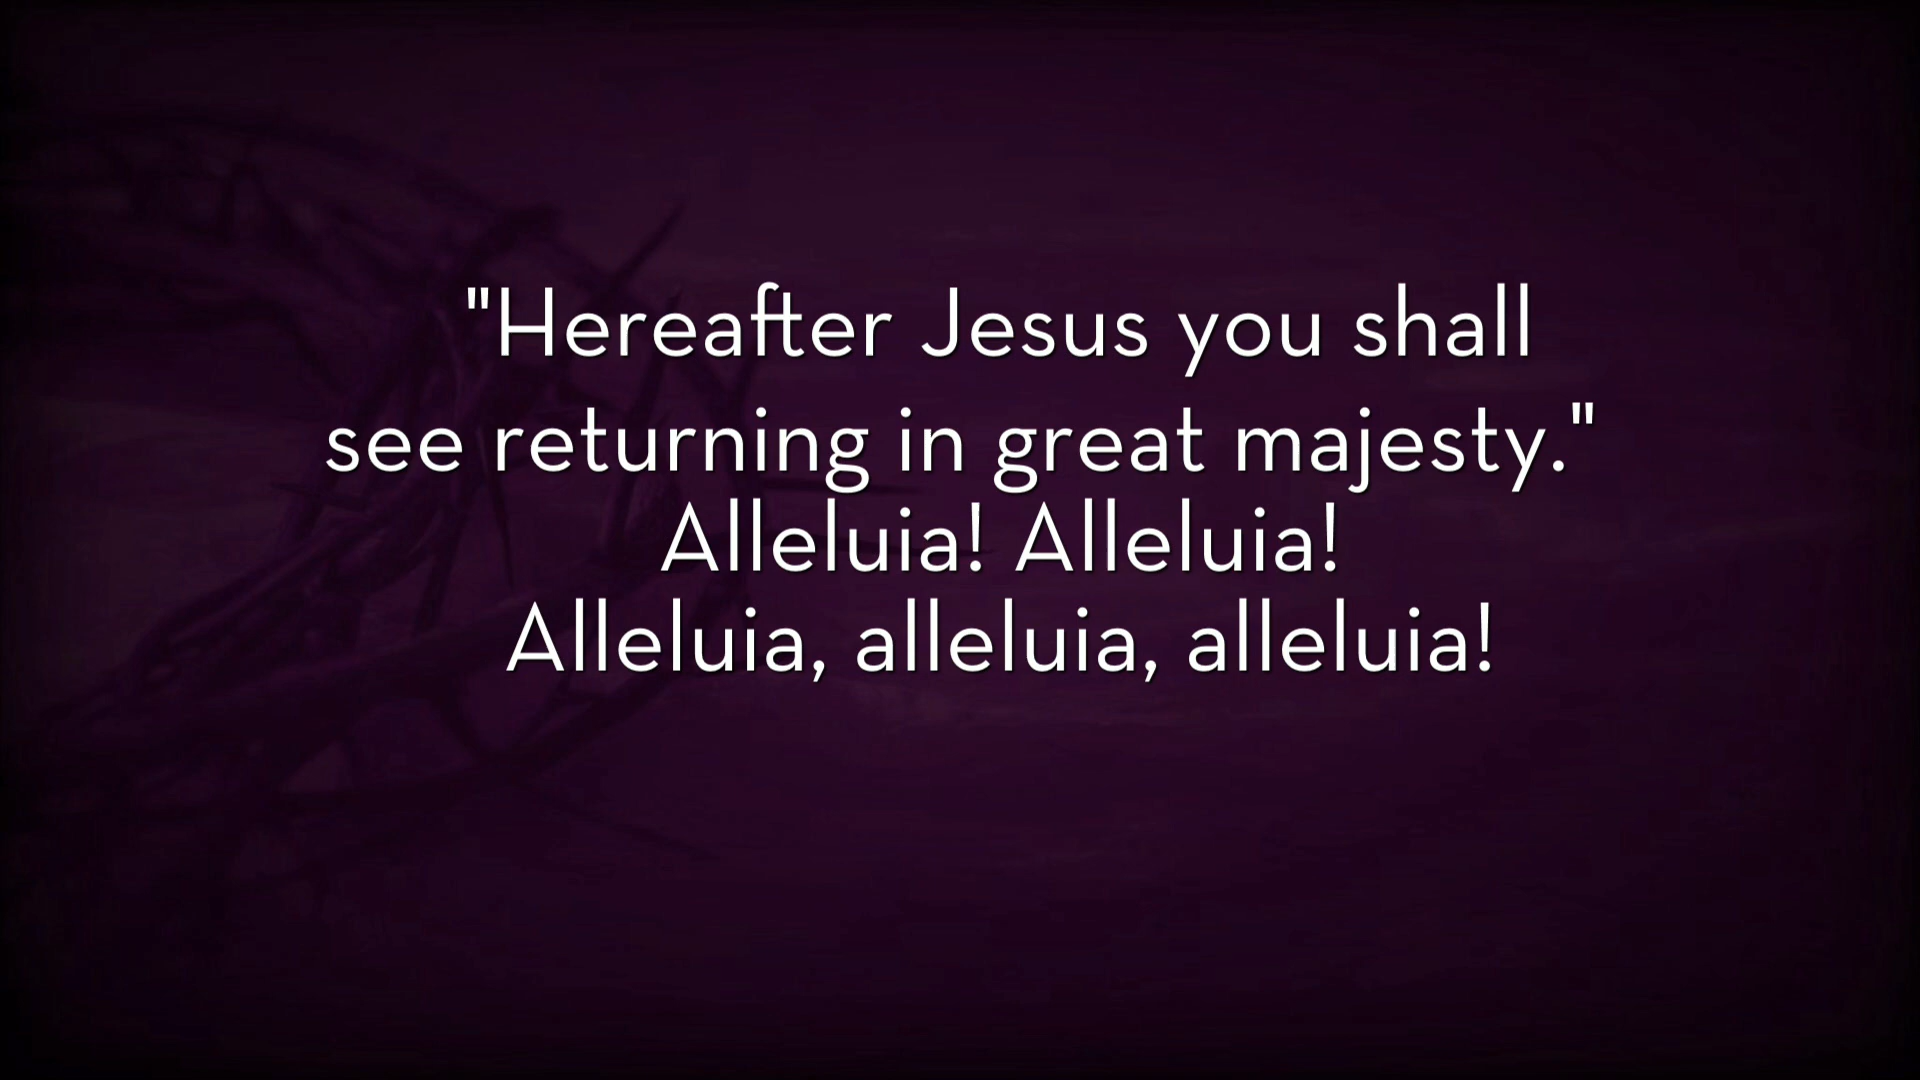 "Hereafter Jesus you shall
see returning in great majesty."
Alleluia! Alleluia!
Alleluia, alleluia, alleluia!